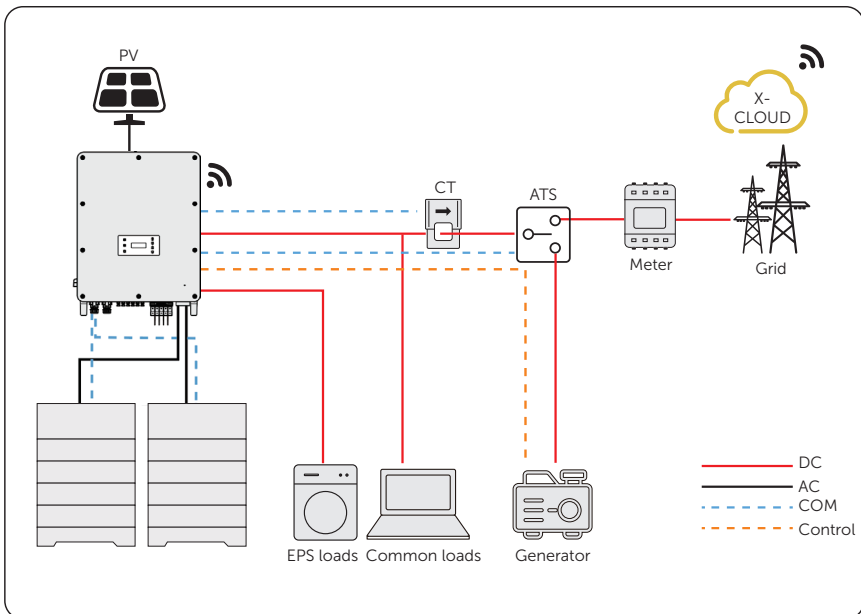 PV
X-
CLOUD
CT
ATS
Meter
Grid
EPS loads
Common loads
Generator
DC
AC
COM
Control